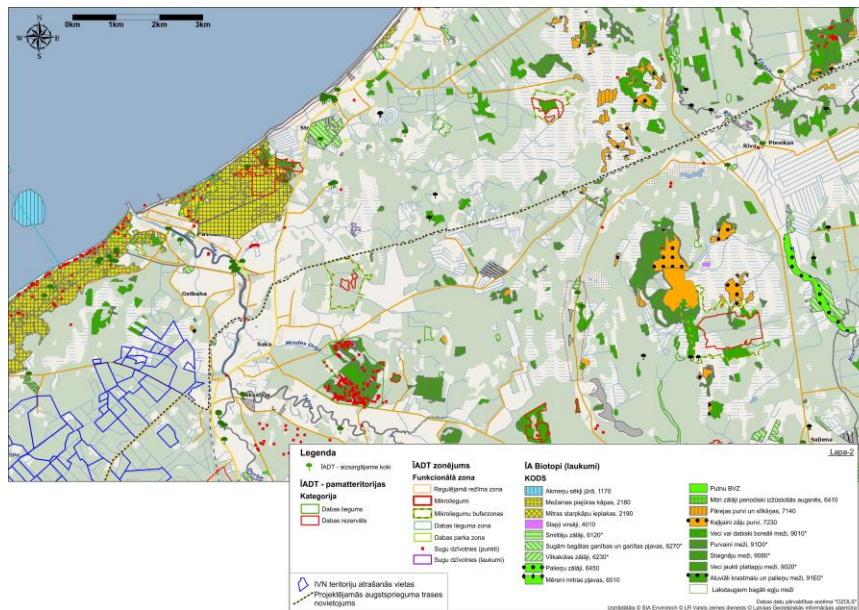 0km 1km 2km 3km
N
W E
S
Rīva Pievikas
Saka
Saliena
Lapa-2
Legenda
ĪADT - aizsargājamie koki
ĪADT - pamatteritorijas
Kategorija
Dabas liegums
Dabas rezervāts
ĪADT zonējums
Funkcionālā zona
Regulējamā režīma zona
Mikroliegumi
Mikroliegumu buferzonas
Dabas lieguma zona
Dabas parka zona
Sugu dzīvotnes (punkti)
Sugu dzīvotnes (laukumi)
ĪA Biotopi (laukumi)
KODS
Akmeņu sēkļi jūrā, 1170
Mežainas piejūras kāpas, 2180
Mitras starpkāpu ieplakas, 2190
Slapji virsāji, 4010
Smiltāju zālāji, 6120*
Sugām bagātas ganības un ganītas pļavas, 6270*
Vilkakūlas zālāji, 6230*
Palieņu zālāji, 6450
Mēreni mitras pļavas, 6510
Putnu BVZ
Mitri zālāji periodiski izžūstošās augsnēs, 6410
Pārejas purvi un slīkšņas, 7140
Kaļķaini zāļu purvi, 7230
Veci vai dabiski boreāli meži, 9010*
Purvaini meži, 91D0*
Staignāju meži, 9080*
Veci jaukti platlapju meži, 9020*
Aluviāli krastmalu un palieņu meži, 91E0*
Lakstaugiem bagāti egļu meži
IVN teritoriju atrašanās vietas
Projektējamās augstsprieguma trases
novietojums
Dabas datu pārvaldības sistēma "OZOLS"
Izstrādātājs © SIA Envirotech © LR Valsts zemes dienests © Latvijas Ģeotelpiskās informācijas aģentūra